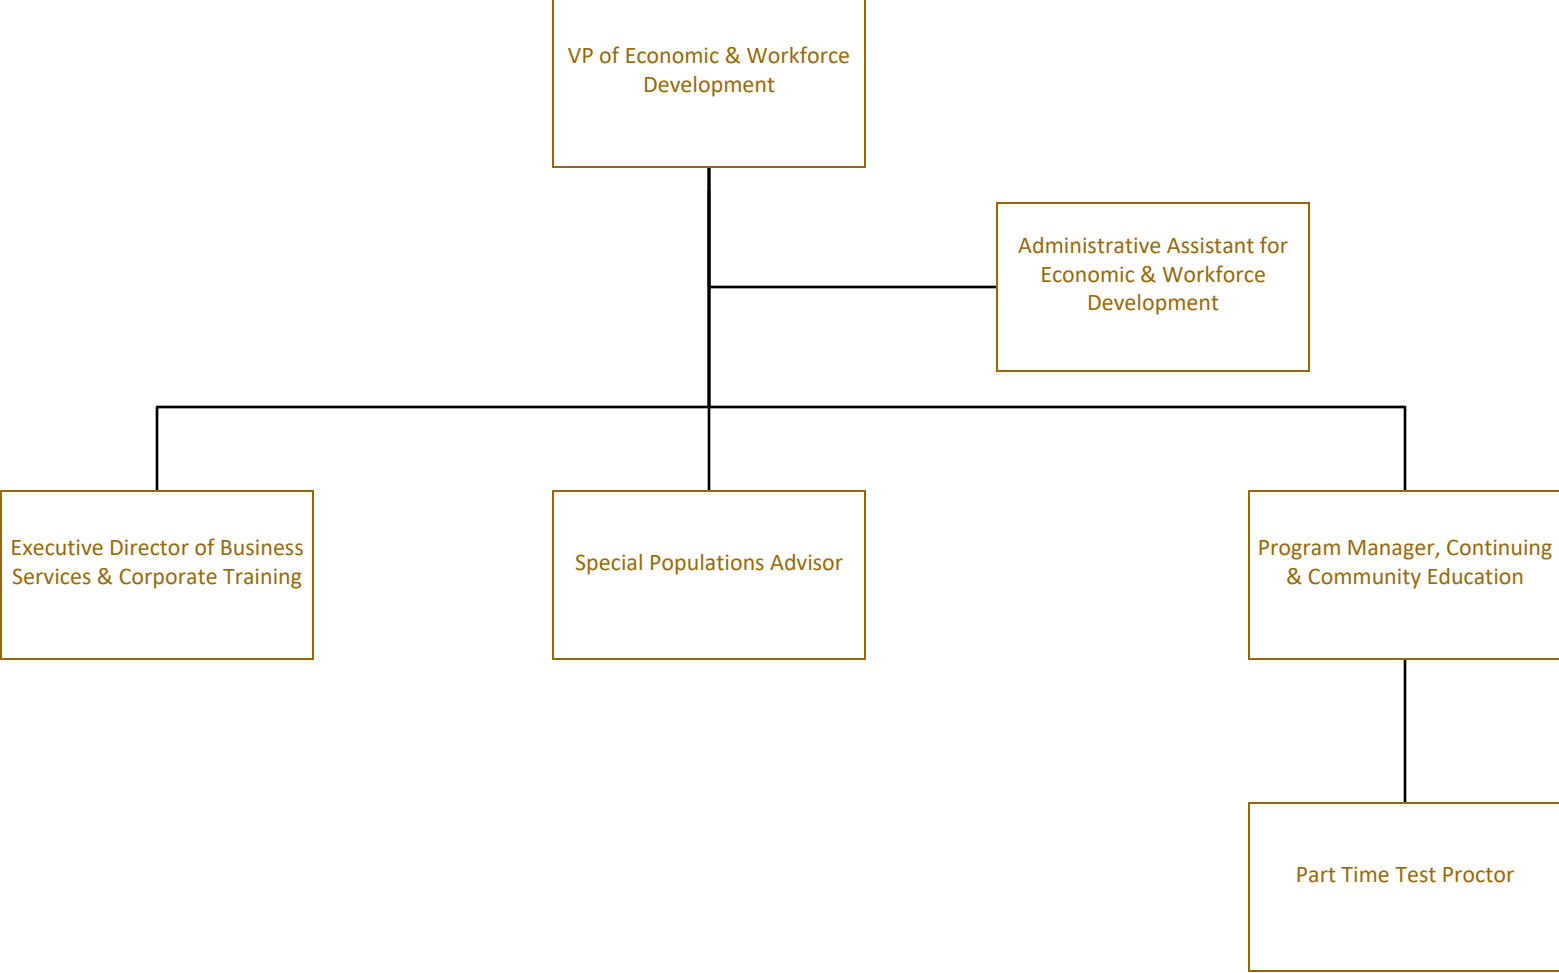 VP of Economic & Workforce
Development
Administrative Assistant for
Economic & Workforce
Development
Executive Director of Business
Services & Corporate Training
Special Populations Advisor
Program Manager, Continuing
& Community Education
Part Time Test Proctor